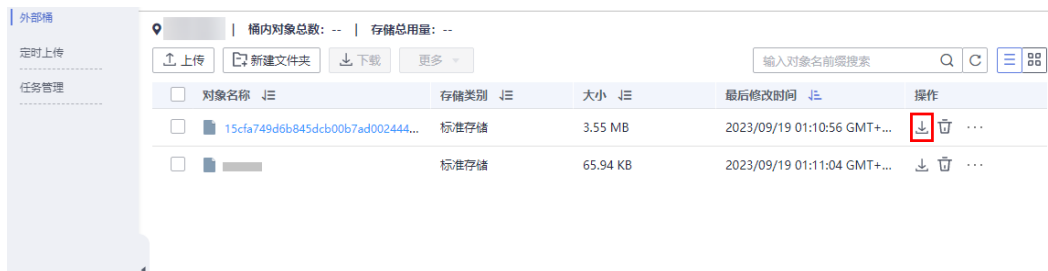 外部桶
定时上传
任务管理
| 桶内对象总数: -- | 存储总用量: --
上传 新建文件夹 下载 更多 输入对象名前缀搜索
对象名称 存储类别 大小 最后修改时间 操作
15cfa749d6b845dcb00b7ad002444... 标准存储 3.55 MB 2023/09/19 01:10:56 GMT+... ...
标准存储 65.94 KB 2023/09/19 01:11:04 GMT+... ...